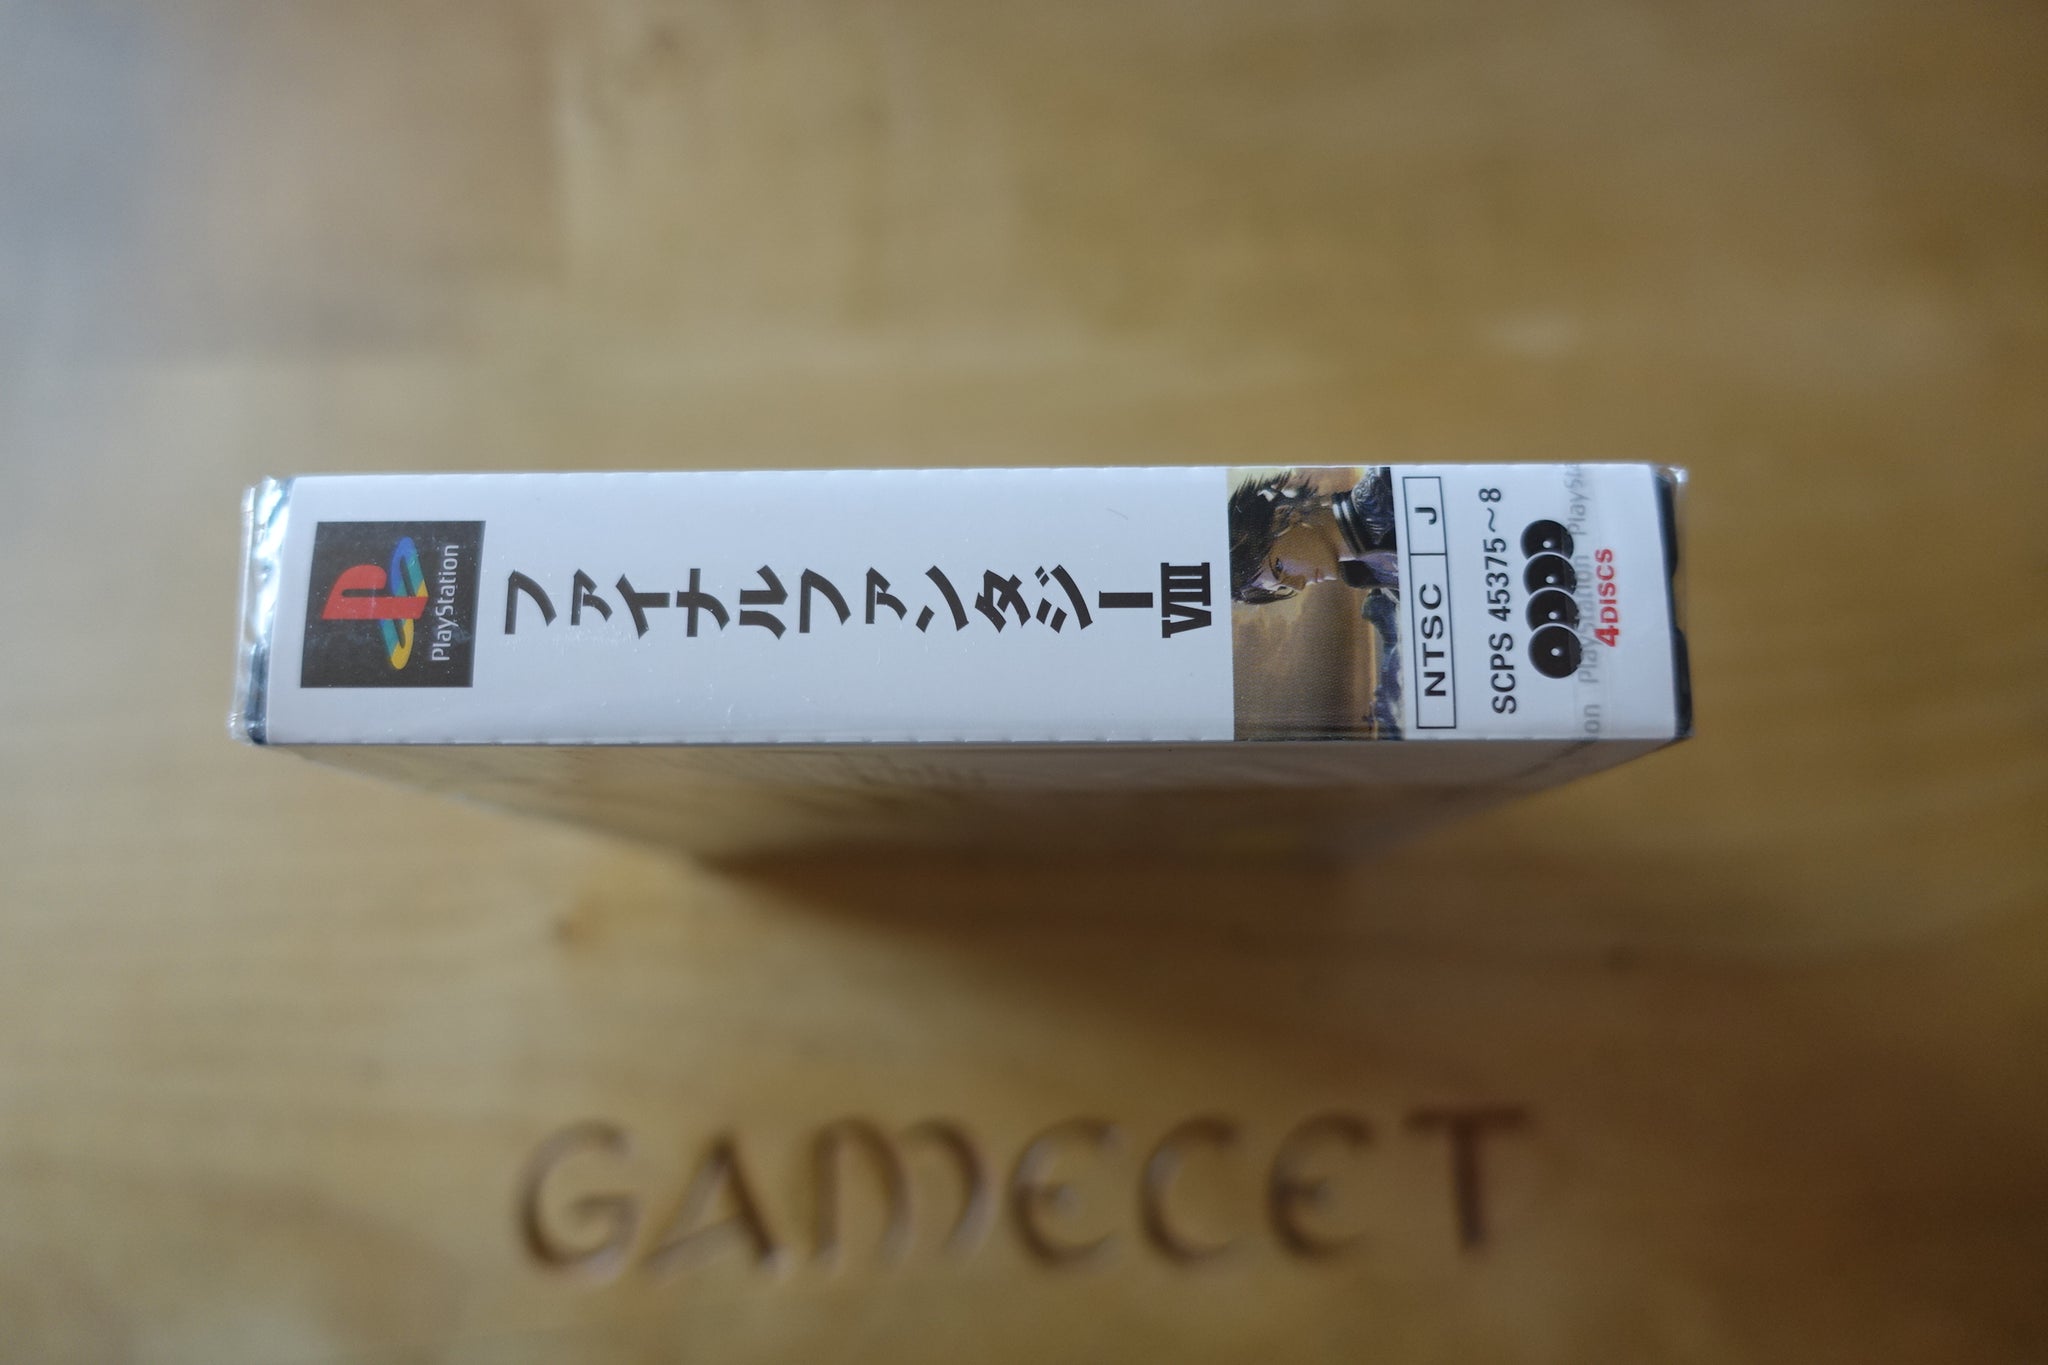 PlayStation
ファイナルファンタジーVIII
NTSC J
SCPS 45375～8
4DISCS
PlayStation PlaySta
GAMECET